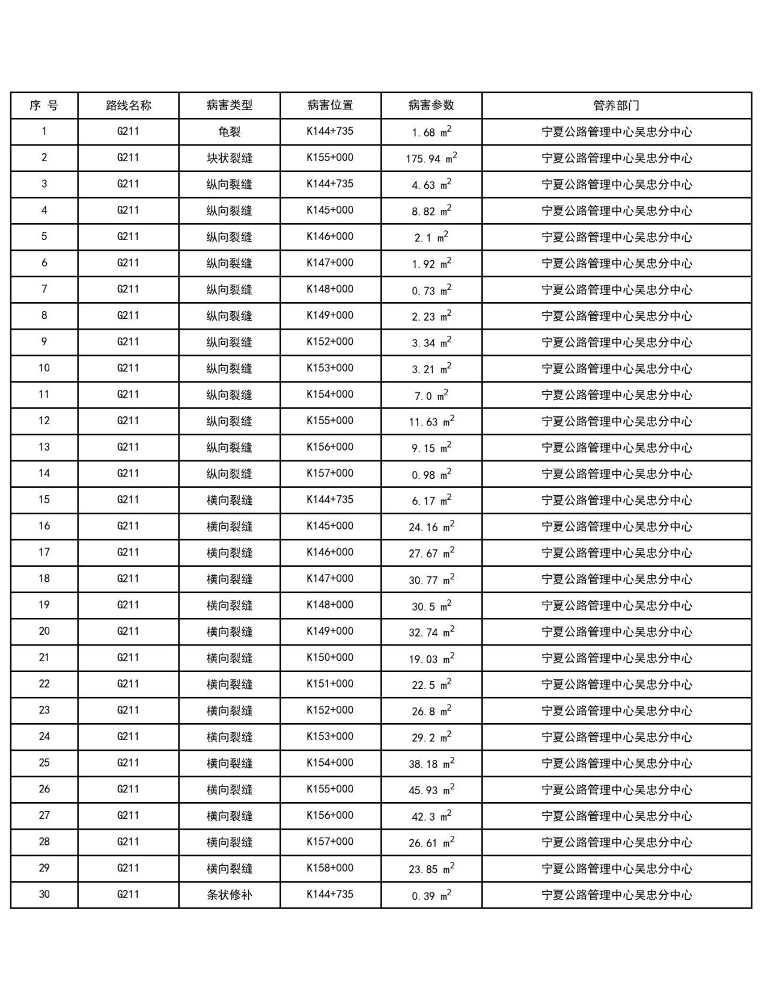 序 号 路线名称 病害类型 病害位置 病害参数 管养部门
1 G211 龟裂 K144+735 1.68 m² 宁夏公路管理中心吴忠分中心
2 G211 块状裂缝 K155+000 175.94 m² 宁夏公路管理中心吴忠分中心
3 G211 纵向裂缝 K144+735 4.63 m² 宁夏公路管理中心吴忠分中心
4 G211 纵向裂缝 K145+000 8.82 m² 宁夏公路管理中心吴忠分中心
5 G211 纵向裂缝 K146+000 2.1 m² 宁夏公路管理中心吴忠分中心
6 G211 纵向裂缝 K147+000 1.92 m² 宁夏公路管理中心吴忠分中心
7 G211 纵向裂缝 K148+000 0.73 m² 宁夏公路管理中心吴忠分中心
8 G211 纵向裂缝 K149+000 2.23 m² 宁夏公路管理中心吴忠分中心
9 G211 纵向裂缝 K152+000 3.34 m² 宁夏公路管理中心吴忠分中心
10 G211 纵向裂缝 K153+000 3.21 m² 宁夏公路管理中心吴忠分中心
11 G211 纵向裂缝 K154+000 7.0 m² 宁夏公路管理中心吴忠分中心
12 G211 纵向裂缝 K155+000 11.63 m² 宁夏公路管理中心吴忠分中心
13 G211 纵向裂缝 K156+000 9.15 m² 宁夏公路管理中心吴忠分中心
14 G211 纵向裂缝 K157+000 0.98 m² 宁夏公路管理中心吴忠分中心
15 G211 横向裂缝 K144+735 6.17 m² 宁夏公路管理中心吴忠分中心
16 G211 横向裂缝 K145+000 24.16 m² 宁夏公路管理中心吴忠分中心
17 G211 横向裂缝 K146+000 27.67 m² 宁夏公路管理中心吴忠分中心
18 G211 横向裂缝 K147+000 30.77 m² 宁夏公路管理中心吴忠分中心
19 G211 横向裂缝 K148+000 30.5 m² 宁夏公路管理中心吴忠分中心
20 G211 横向裂缝 K149+000 32.74 m² 宁夏公路管理中心吴忠分中心
21 G211 横向裂缝 K150+000 19.03 m² 宁夏公路管理中心吴忠分中心
22 G211 横向裂缝 K151+000 22.5 m² 宁夏公路管理中心吴忠分中心
23 G211 横向裂缝 K152+000 26.8 m² 宁夏公路管理中心吴忠分中心
24 G211 横向裂缝 K153+000 29.2 m² 宁夏公路管理中心吴忠分中心
25 G211 横向裂缝 K154+000 38.18 m² 宁夏公路管理中心吴忠分中心
26 G211 横向裂缝 K155+000 45.93 m² 宁夏公路管理中心吴忠分中心
27 G211 横向裂缝 K156+000 42.3 m² 宁夏公路管理中心吴忠分中心
28 G211 横向裂缝 K157+000 26.61 m² 宁夏公路管理中心吴忠分中心
29 G211 横向裂缝 K158+000 23.85 m² 宁夏公路管理中心吴忠分中心
30 G211 条状修补 K144+735 0.39 m² 宁夏公路管理中心吴忠分中心